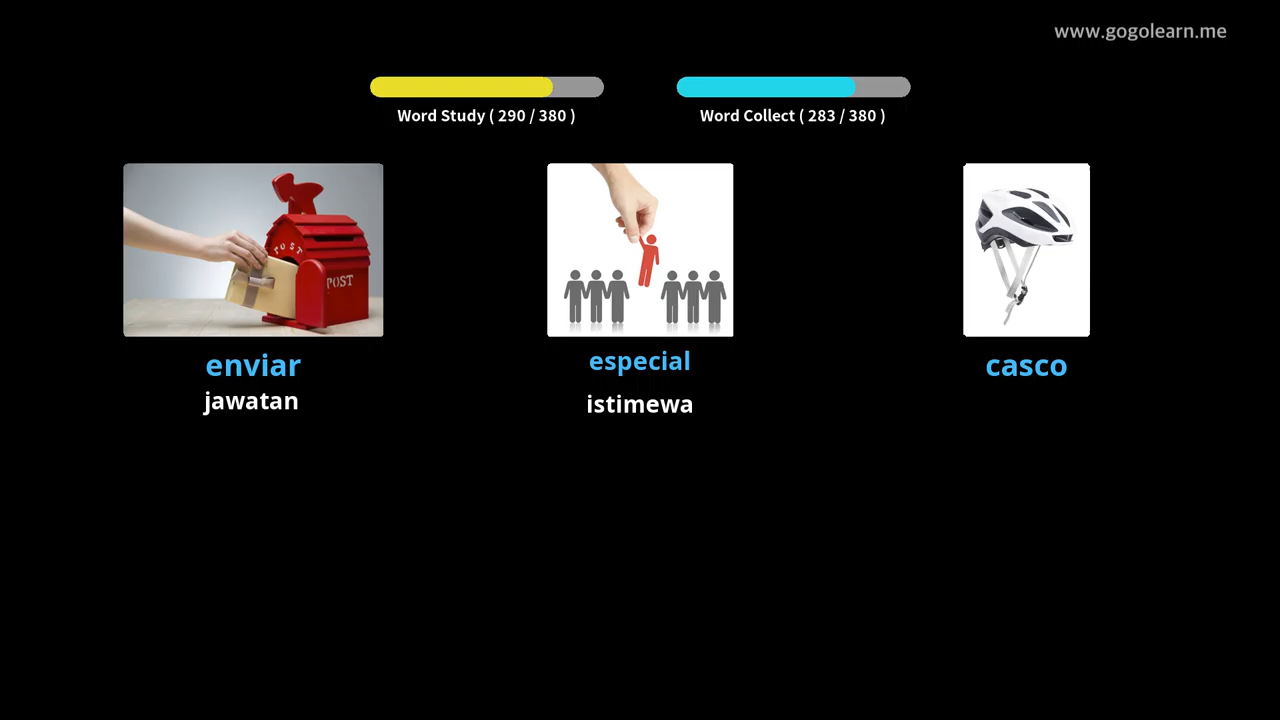 www.gogolearn.me
Word Study ( 290 / 380 )
Word Collect ( 283 / 380 )
POST
POST
enviar
especial
casco
jawatan
istimewa